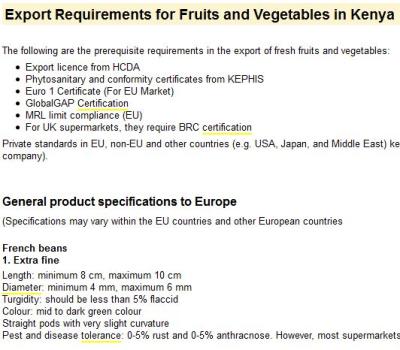 Export Requirements for Fruits and Vegetables in Kenya
The following are the prerequisite requirements in the export of fresh fruits and vegetables:
• Export licence from HCDA
• Phytosanitary and conformity certificates from KEPHIS
• Euro 1 Certificate (For EU Market)
• GlobalGAP Certification
• MRL limit compliance (EU)
• For UK supermarkets, they require BRC certification
Private standards in EU, non-EU and other countries (e.g. USA, Japan, and Middle East) ke
company).
General product specifications to Europe
(Specifications may vary within the EU countries and other European countries
French beans
1. Extra fine
Length: minimum 8 cm, maximum 10 cm
Diameter: minimum 4 mm, maximum 6 mm
Turgidity: should be less than 5% flaccid
Colour: mid to dark green colour
Straight pods with very slight curvature
Pest and disease tolerance: 0-5% rust and 0-5% anthracnose. However, most supermarkets